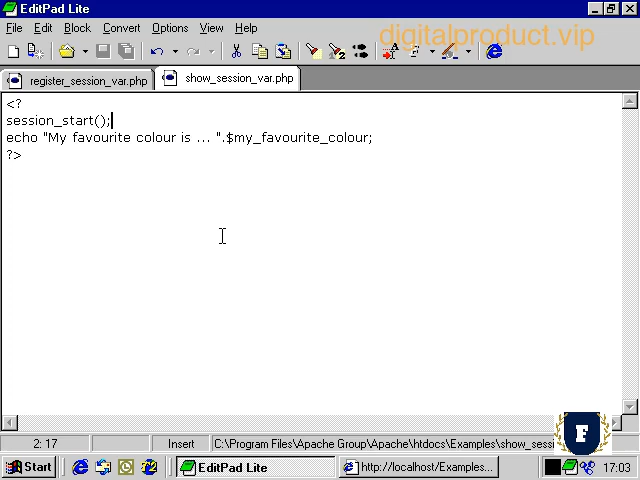 EditPad Lite
digitalproduct.vip
File Edit Block Convert Options View Help
register_session_var.php show_session_var.php
<?
session_start();
echo "My favourite colour is ... ".$my_favourite_colour;
?>
2: 17 Insert C:\Program Files\Apache Group\Apache\htdocs\Examples\show_sess
F
Start EditPad Lite http://localhost/Examples... 17:03